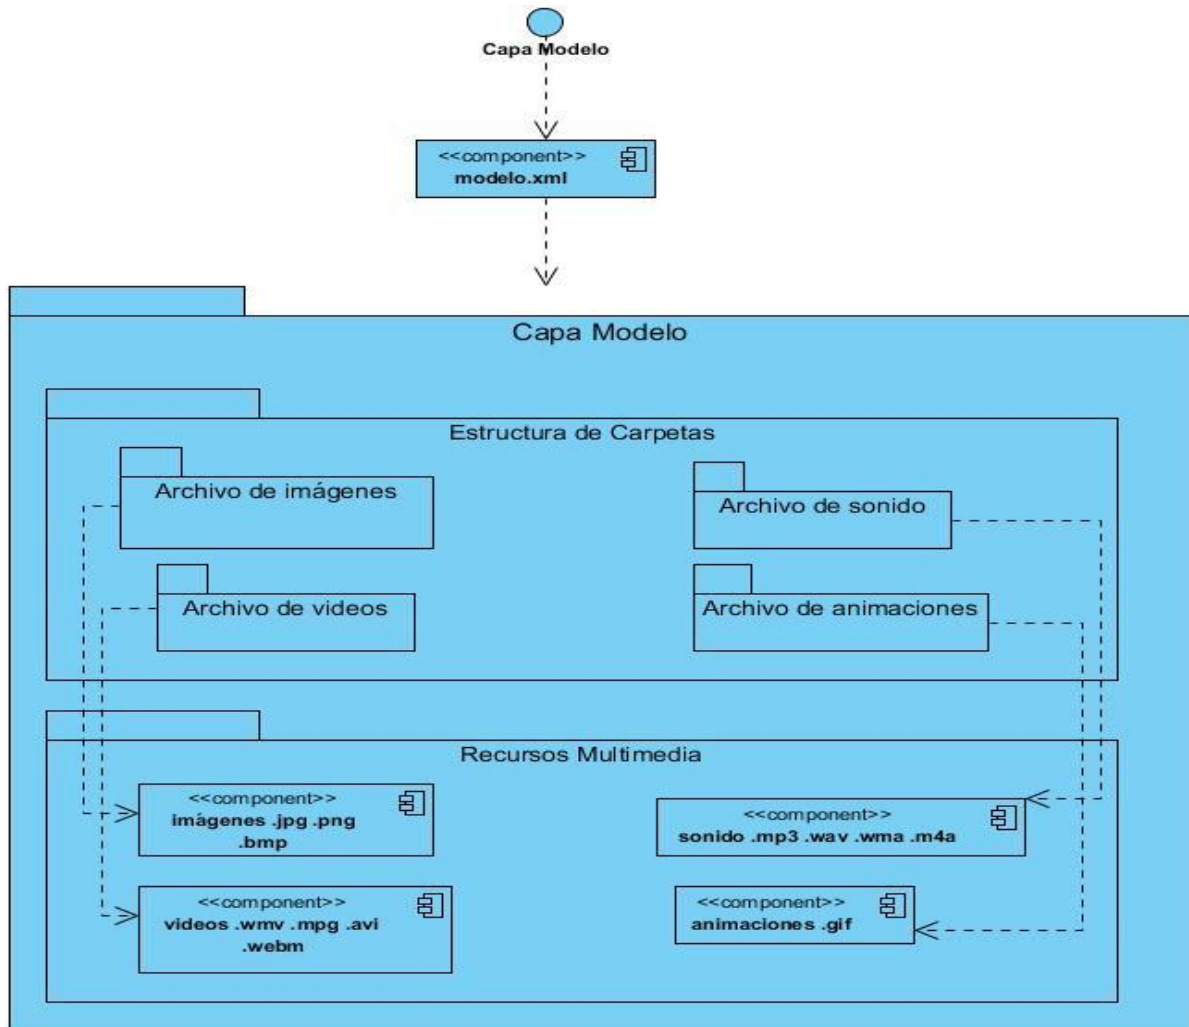 Capa Modelo
<<component>>
modelo.xml
Capa Modelo
Estructura de Carpetas
Archivo de imágenes
Archivo de sonido
Archivo de videos
Archivo de animaciones
Recursos Multimedia
<<component>>
imágenes .jpg .png
.bmp
<<component>>
sonido .mp3 .wav .wma .m4a
<<component>>
videos .wmv .mpg .avi
.webm
<<component>>
animaciones .gif